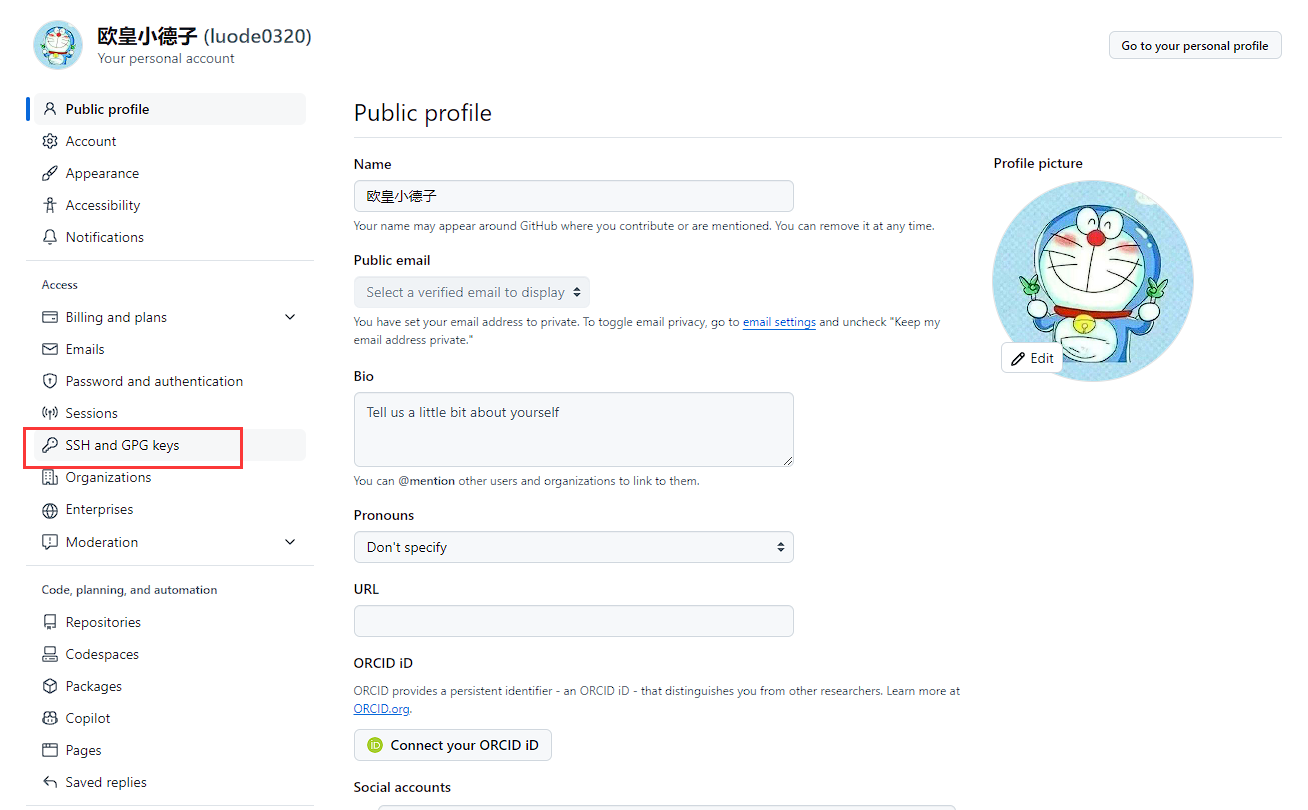 欧皇小德子 (luode0320)
Your personal account
Go to your personal profile
Public profile
Account
Appearance
Accessibility
Notifications
Access
Billing and plans
Emails
Password and authentication
Sessions
SSH and GPG keys
Organizations
Enterprises
Moderation
Code, planning, and automation
Repositories
Codespaces
Packages
Copilot
Pages
Saved replies
Public profile
Name
欧皇小德子
Your name may appear around GitHub where you contribute or are mentioned. You can remove it at any time.
Public email
Select a verified email to display
You have set your email address to private. To toggle email privacy, go to email settings and uncheck "Keep my
email address private."
Bio
Tell us a little bit about yourself
You can @mention other users and organizations to link to them.
Pronouns
Don't specify
URL
ORCID iD
ORCID provides a persistent identifier - an ORCID iD - that distinguishes you from other researchers. Learn more at
ORCID.org.
iD Connect your ORCID iD
Social accounts
Profile picture
Edit